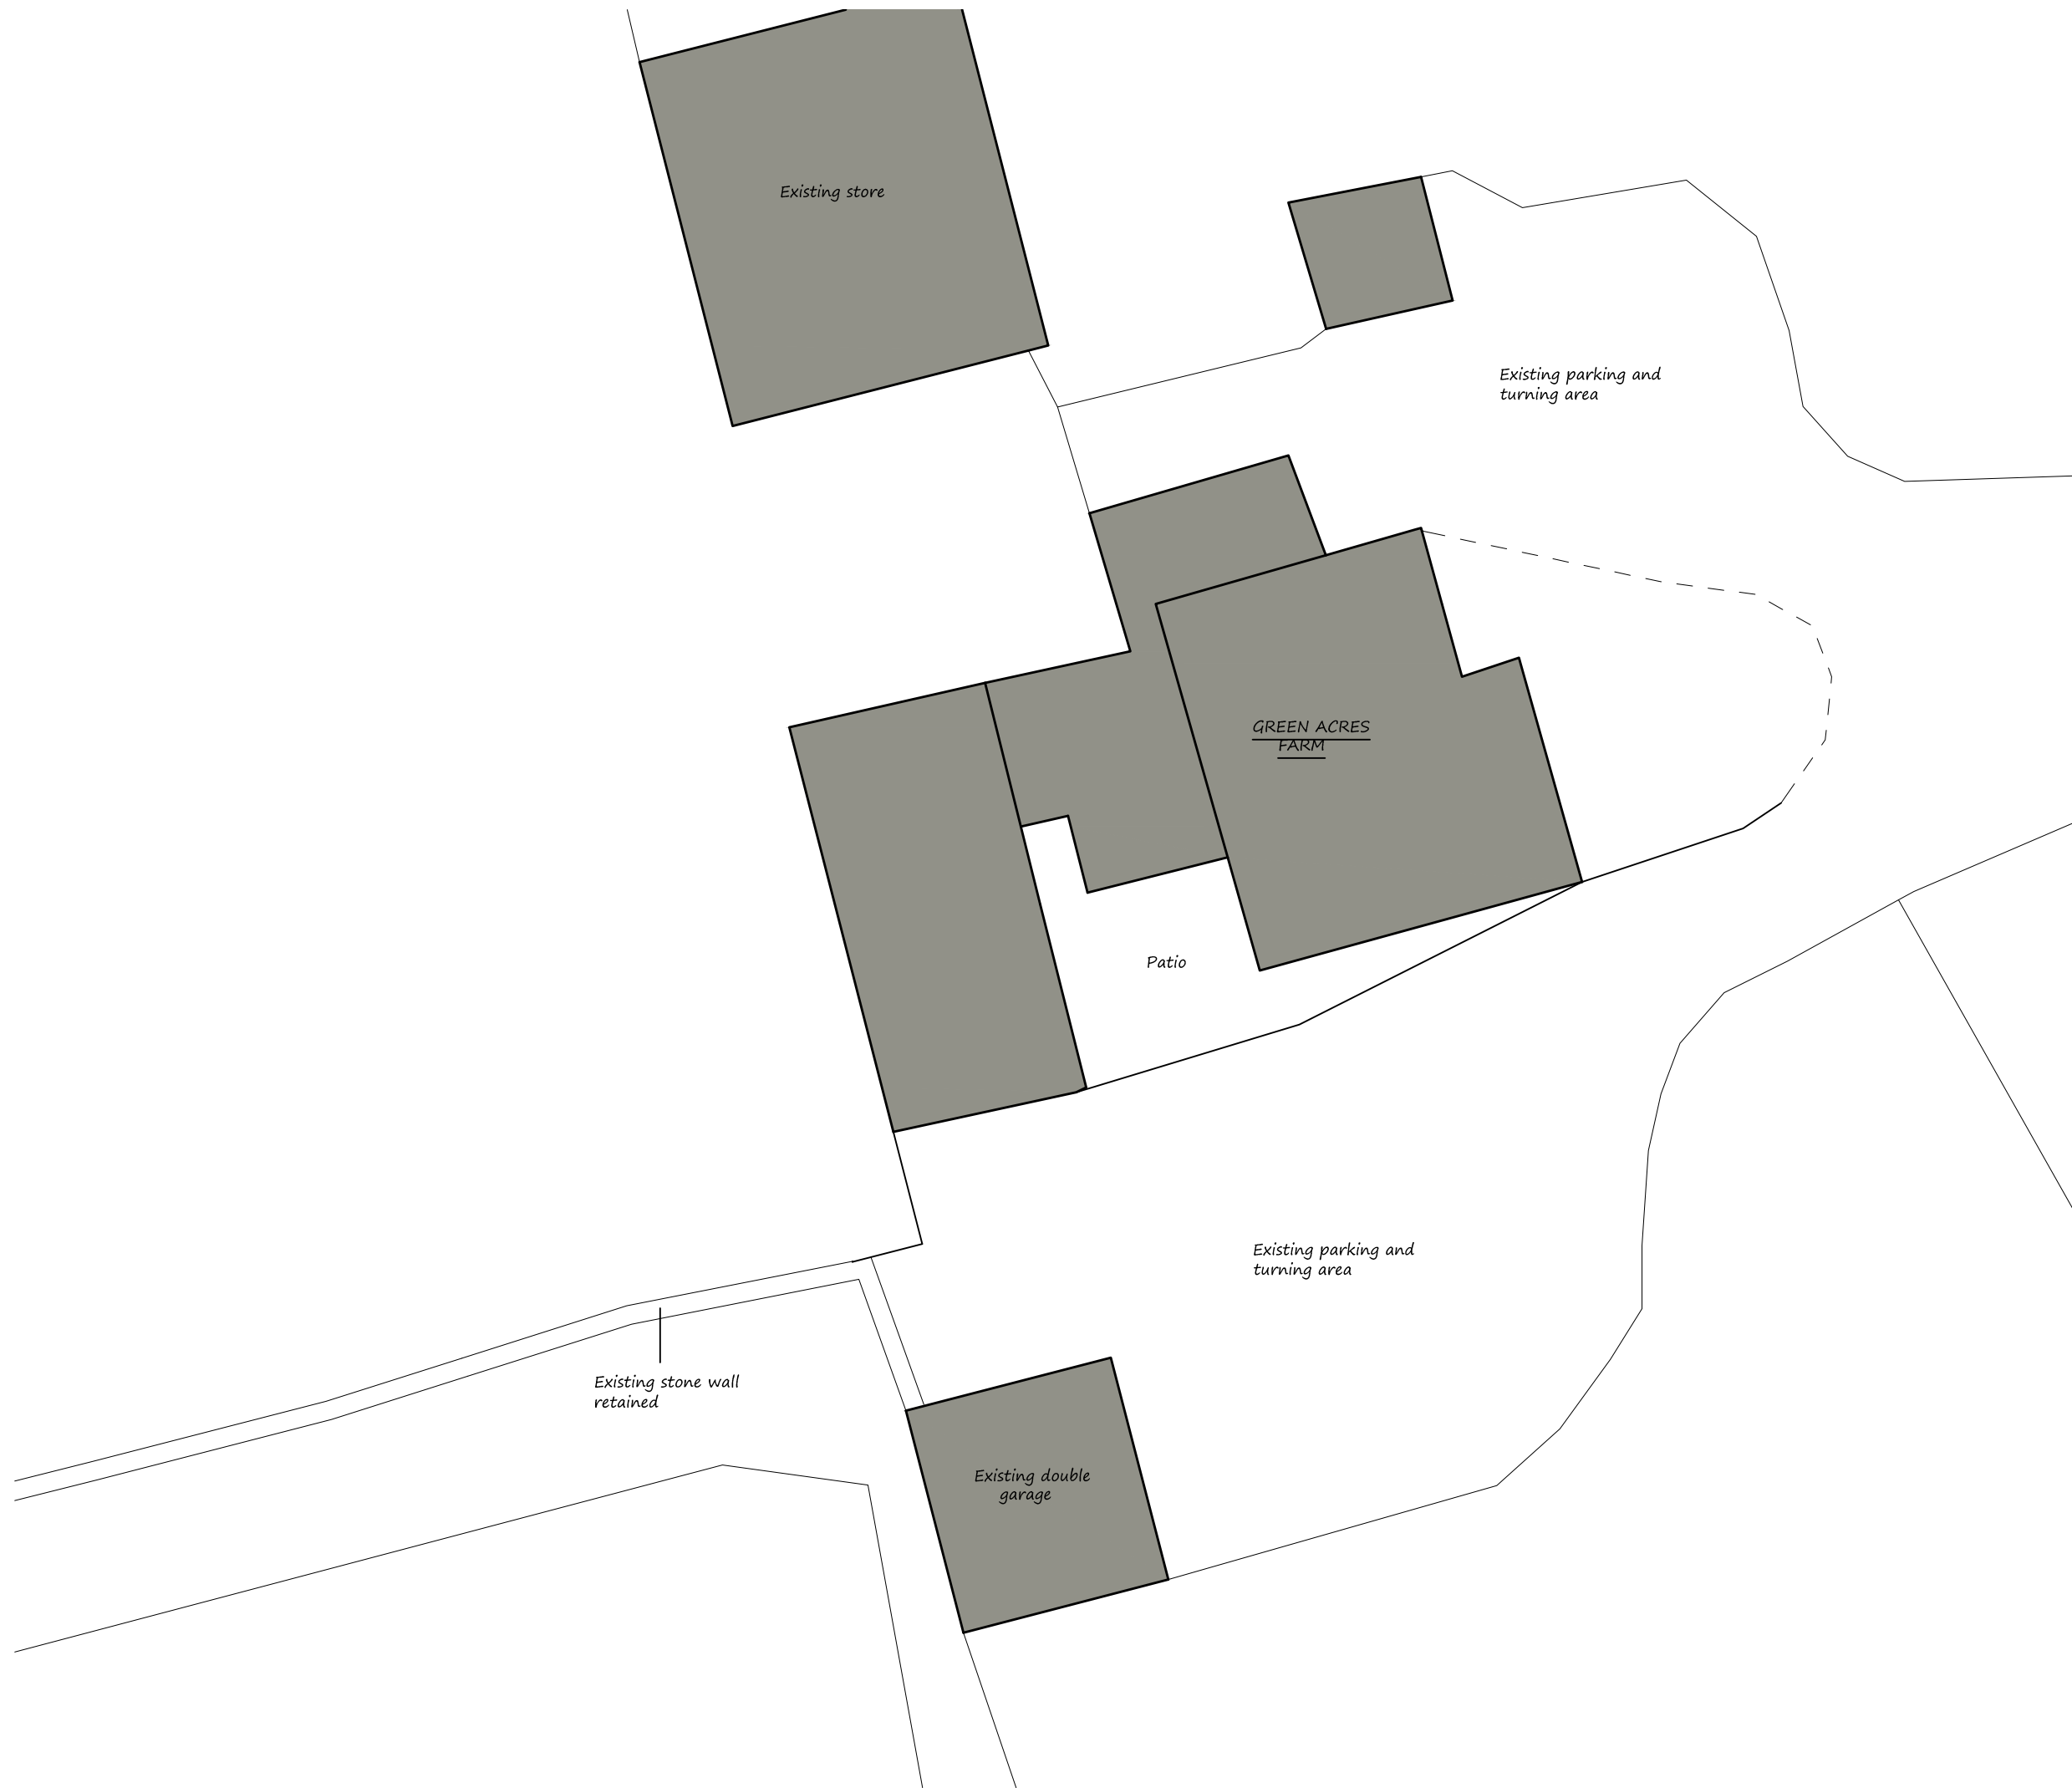 Existing store
Existing parking and
turning area
GREEN ACRES
FARM
Patio
Existing parking and
turning area
Existing stone wall
retained
Existing double
garage